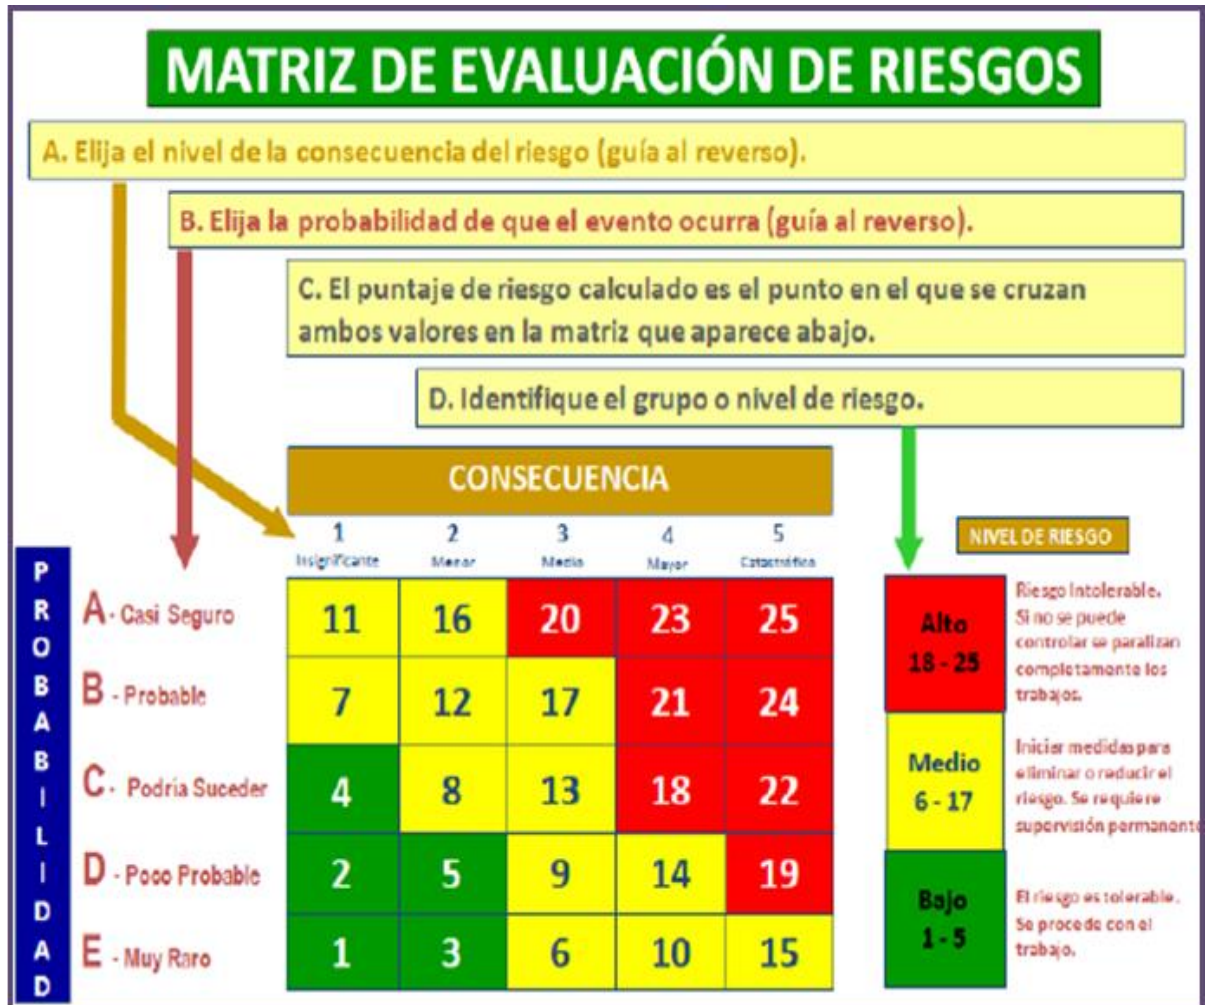 MATRIZ DE EVALUACIÓN DE RIESGOS
A. Elija el nivel de la consecuencia del riesgo (guía al reverso).
B. Elija la probabilidad de que el evento ocurra (guía al reverso).
C. El puntaje de riesgo calculado es el punto en el que se cruzan
ambos valores en la matriz que aparece abajo.
D. Identifique el grupo o nivel de riesgo.
CONSECUENCIA
1 2 3 4 5
Insignificante Menor Medio Mayor Catastrófico
PROBABILIDAD
A - Casi Seguro 11 16 20 23 25
B - Probable 7 12 17 21 24
C - Podría Suceder 4 8 13 18 22
D - Poco Probable 2 5 9 14 19
E - Muy Raro 1 3 6 10 15
NIVEL DE RIESGO
Alto
18 - 25
Riesgo Intolerable.
Si no se puede
controlar se paralizan
completamente los
trabajos.
Medio
6 - 17
Iniciar medidas para
eliminar o reducir el
riesgo. Se requiere
supervisión permanente
Bajo
1 - 5
El riesgo es tolerable.
Se procede con el
trabajo.